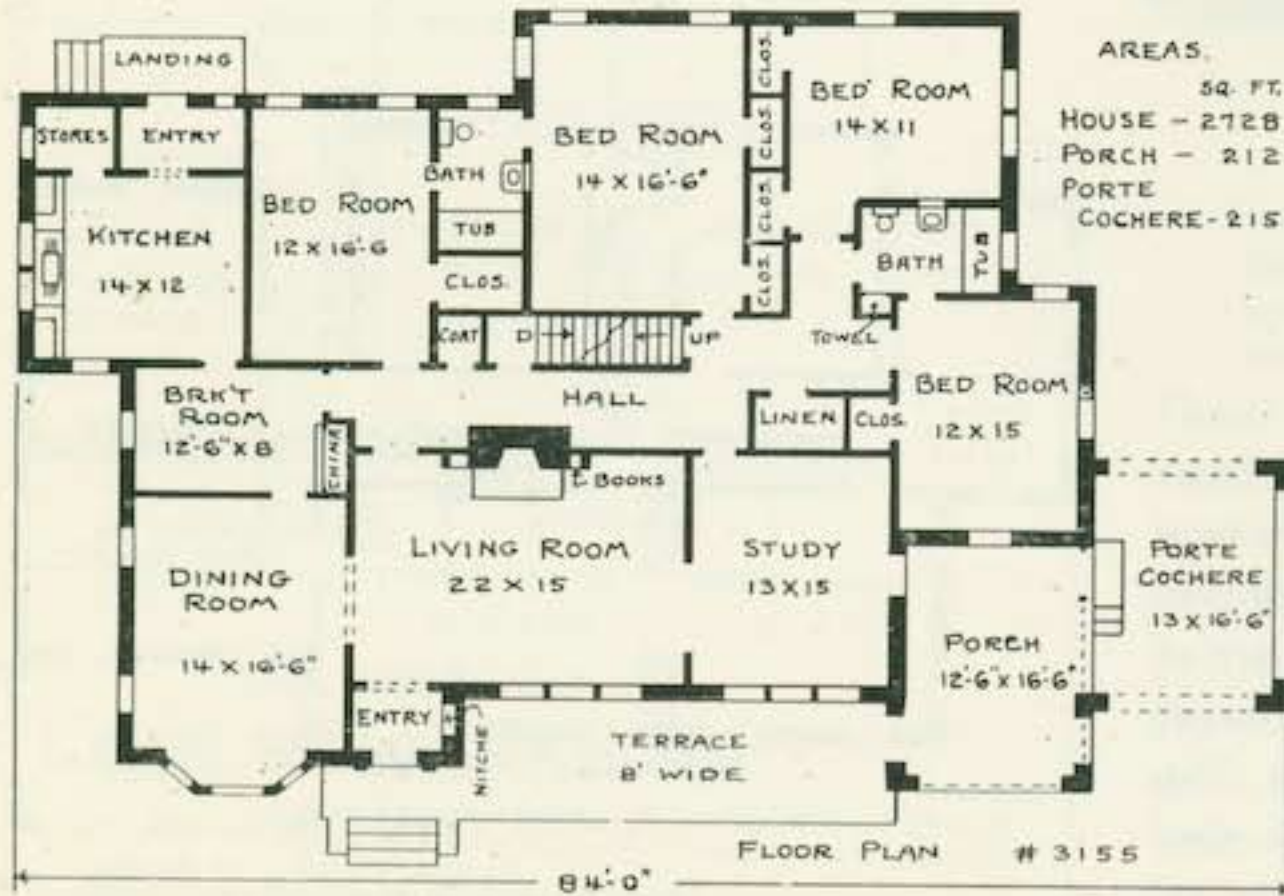 LANDING
STORES
ENTRY
KITCHEN
14 X 12
BED ROOM
12 X 16'-6
BATH
TUB
CLOS.
COAT
D
UP
BED ROOM
14 X 16'-6"
CLOS.
CLOS.
CLOS.
CLOS.
BED ROOM
14 X 11
BATH
TUB
TOWEL
AREAS.
SQ. FT.
HOUSE - 2728
PORCH - 212
PORTE
COCHERE - 215
BRK'T
ROOM
12'-6" X 8
CHINA
HALL
LINEN
CLOS.
BED ROOM
12 X 15
BOOKS
LIVING ROOM
22 X 15
STUDY
13 X 15
DINING
ROOM
14 X 16'-6"
ENTRY
NITCHE
TERRACE
8' WIDE
PORCH
12'-6" X 16'-6"
PORTE
COCHERE
13 X 16'-6"
FLOOR PLAN # 3155
84'-0"